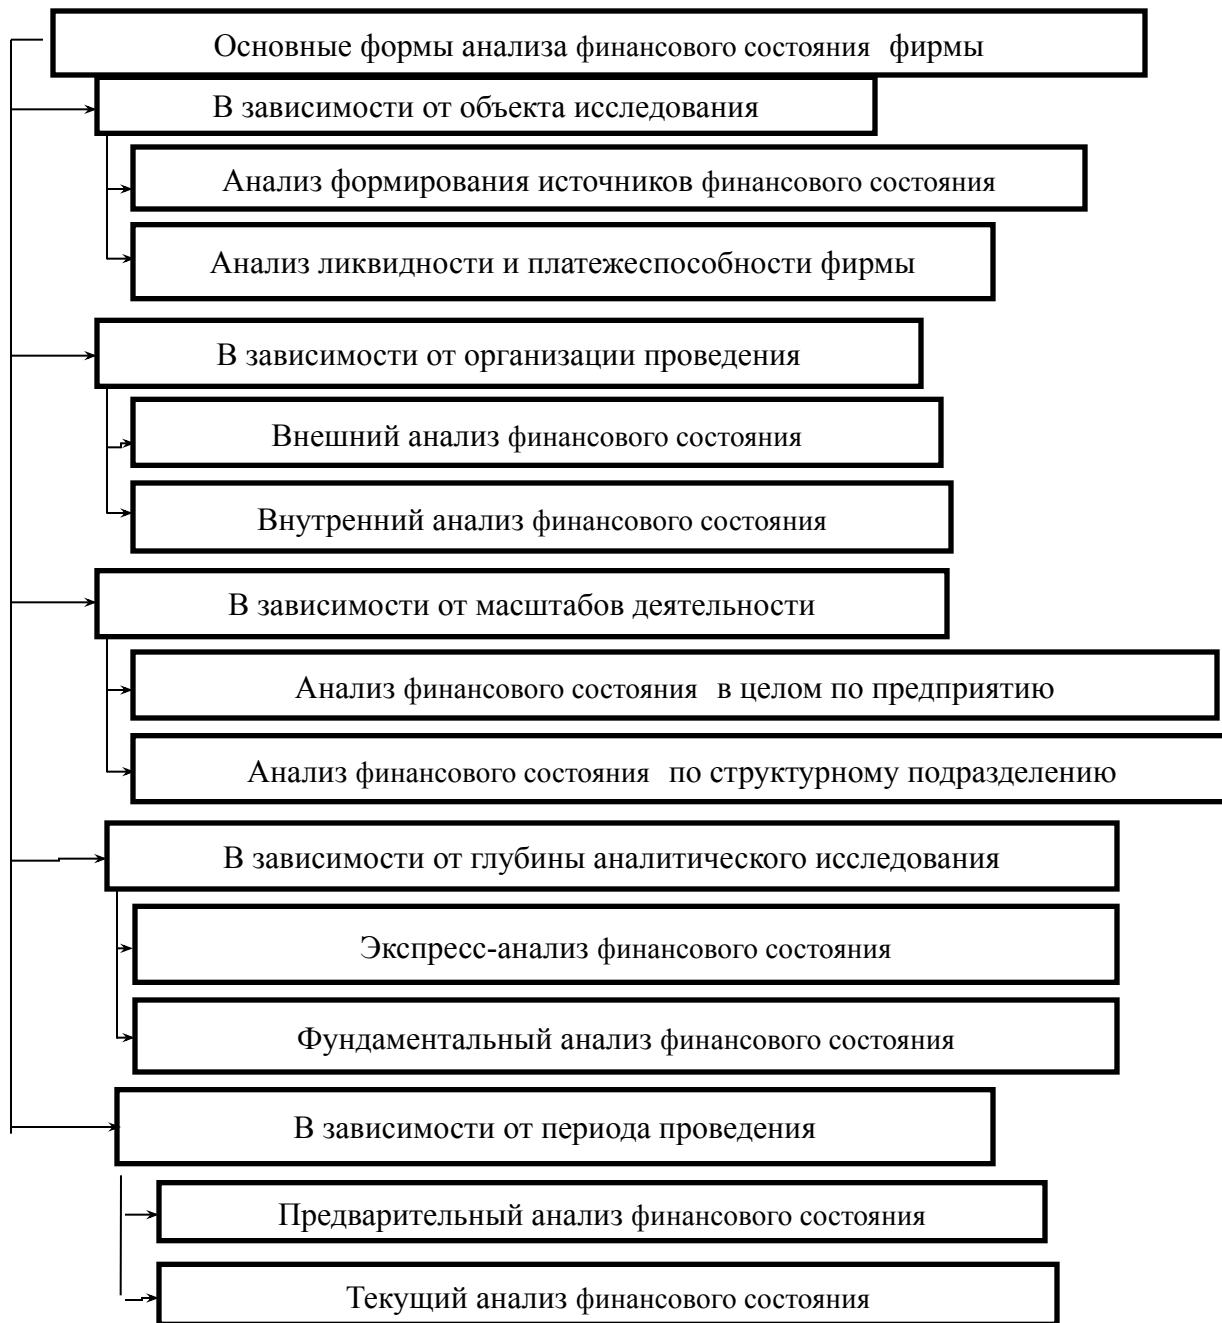 Основные формы анализа финансового состояния фирмы
В зависимости от объекта исследования
Анализ формирования источников финансового состояния
Анализ ликвидности и платежеспособности фирмы
В зависимости от организации проведения
Внешний анализ финансового состояния
Внутренний анализ финансового состояния
В зависимости от масштабов деятельности
Анализ финансового состояния в целом по предприятию
Анализ финансового состояния по структурному подразделению
В зависимости от глубины аналитического исследования
Экспресс-анализ финансового состояния
Фундаментальный анализ финансового состояния
В зависимости от периода проведения
Предварительный анализ финансового состояния
Текущий анализ финансового состояния